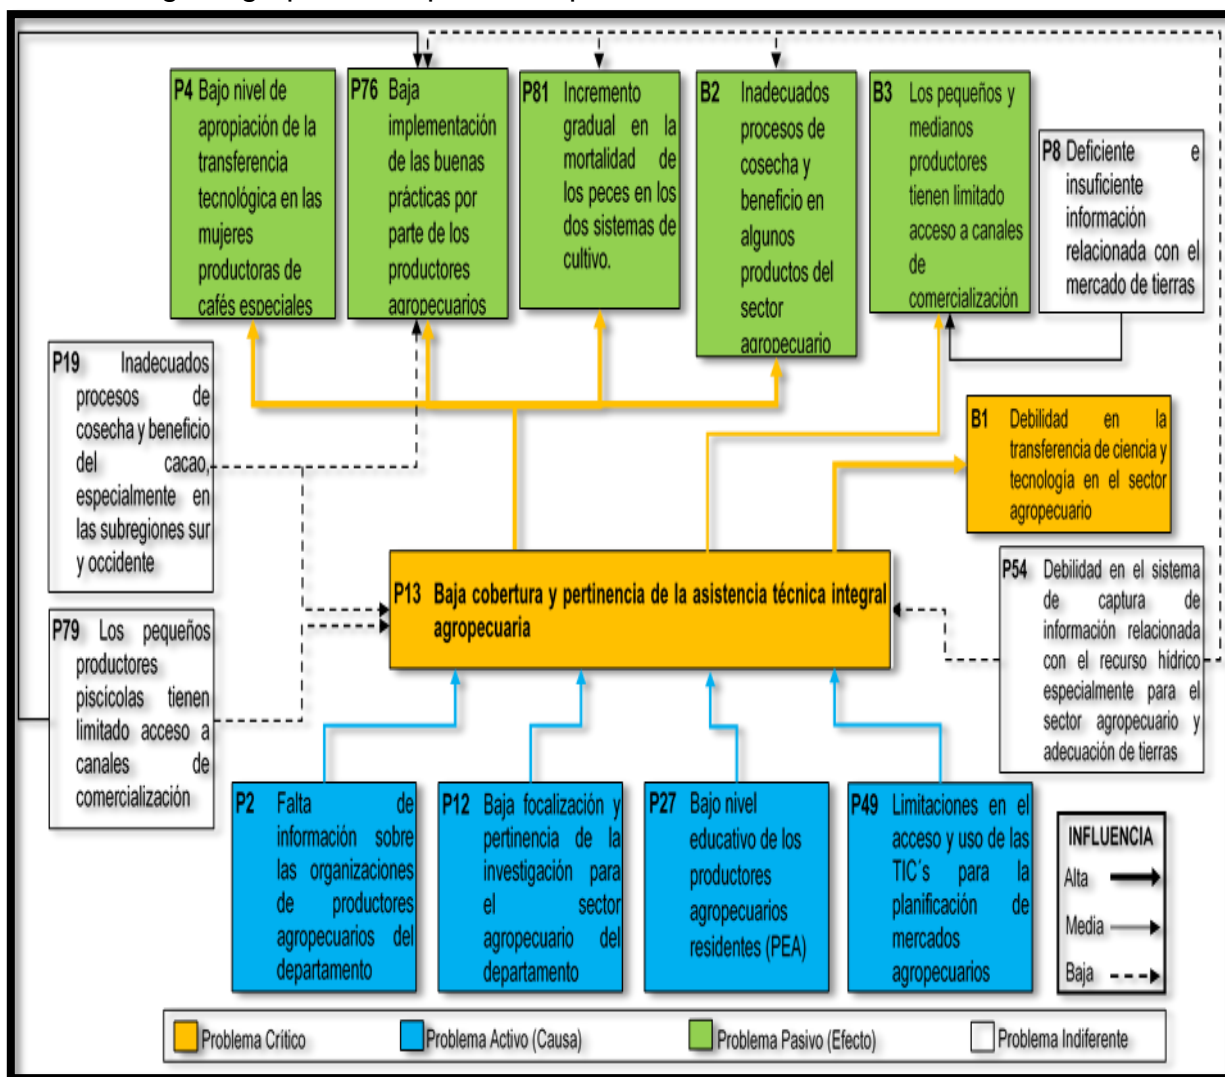 P4 Bajo nivel de
apropiación de la
transferencia
tecnológica en las
mujeres
productoras de
cafés especiales
P76 Baja
implementación
de las buenas
prácticas por
parte de los
productores
agropecuarios
P81 Incremento
gradual en la
mortalidad de
los peces en los
dos sistemas de
cultivo.
B2 Inadecuados
procesos de
cosecha y
beneficio en
algunos
productos del
sector
agropecuario
B3 Los pequeños y
medianos
productores
tienen limitado
acceso a canales
de
comercialización
P8 Deficiente e
insuficiente
información
relacionada con el
mercado de tierras
P19 Inadecuados
procesos de
cosecha y beneficio
del cacao,
especialmente en
las subregiones sur
y occidente
B1 Debilidad en la
transferencia de ciencia y
tecnología en el sector
agropecuario
P13 Baja cobertura y pertinencia de la asistencia técnica integral
agropecuaria
P54 Debilidad en el sistema
de captura de
información relacionada
con el recurso hídrico
especialmente para el
sector agropecuario y
adecuación de tierras
P79 Los pequeños
productores
piscícolas tienen
limitado acceso a
canales de
comercialización
P2 Falta de
información sobre
las organizaciones
de productores
agropecuarios del
departamento
P12 Baja focalización y
pertinencia de la
investigación para
el sector
agropecuario del
departamento
P27 Bajo nivel
educativo de los
productores
agropecuarios
residentes (PEA)
P49 Limitaciones en el
acceso y uso de las
TIC´s para la
planificación de
mercados
agropecuarios
INFLUENCIA
Alta
Media
Baja
Problema Crítico
Problema Activo (Causa)
Problema Pasivo (Efecto)
Problema Indiferente